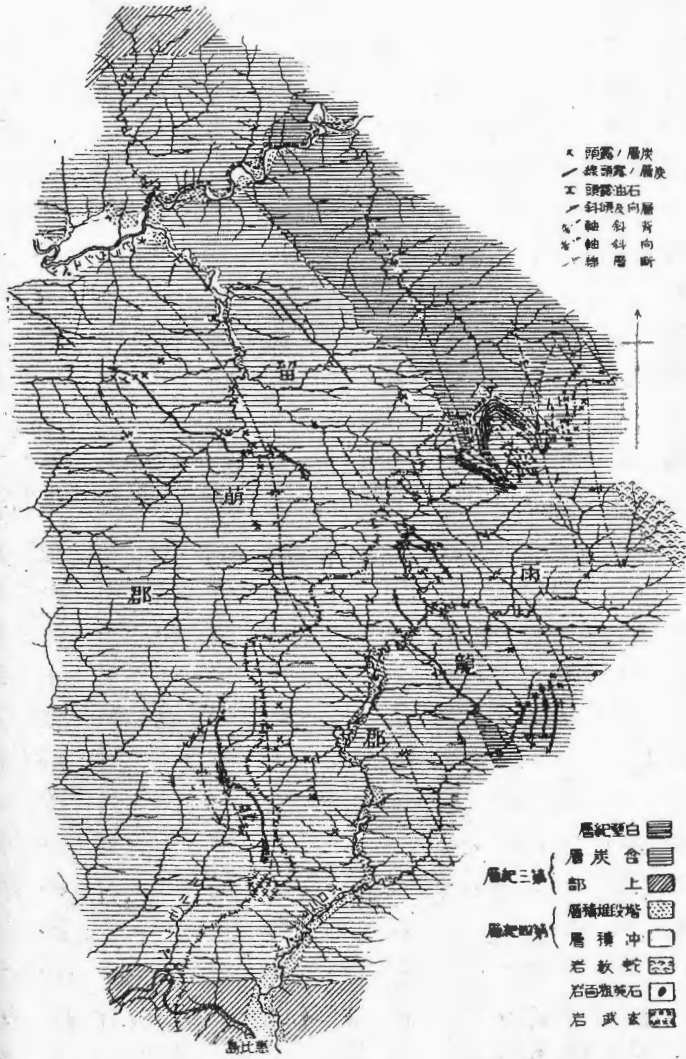 炭層ノ露頭
炭層ノ露頭線
石油露頭
層向及傾斜
背斜軸
向斜軸
断層線
留萠郡
雨龍郡
白堊紀層
第三紀層
含炭層
上部
第四紀層
階段堆積層
冲積層
蛇紋岩
石英粗面岩
玄武岩
恵比島